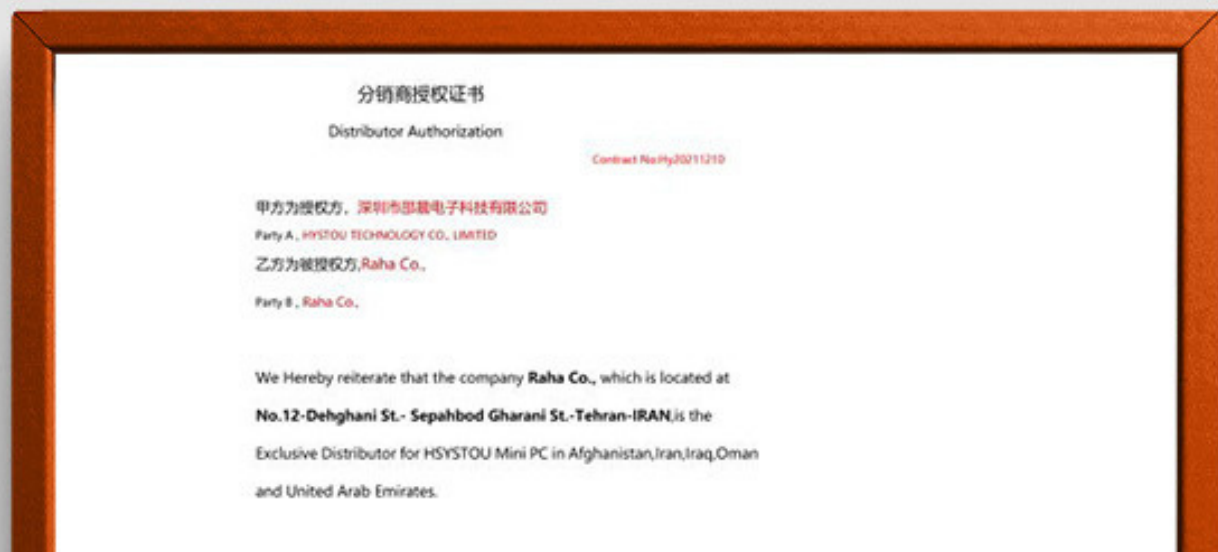 分销商授权证书
Distributor Authorization
Contract No:Hy20211210
甲方为授权方，深圳市邵晨电子科技有限公司
Party A , HYSTOU TECHNOLOGY CO., LIMITED
乙方为被授权方,Raha Co.,
Party B , Raha Co.,
We Hereby reiterate that the company Raha Co., which is located at
No.12-Dehghani St.- Sepahbod Gharani St.-Tehran-IRAN,is the
Exclusive Distributor for HSYSTOU Mini PC in Afghanistan,Iran,Iraq,Oman
and United Arab Emirates.